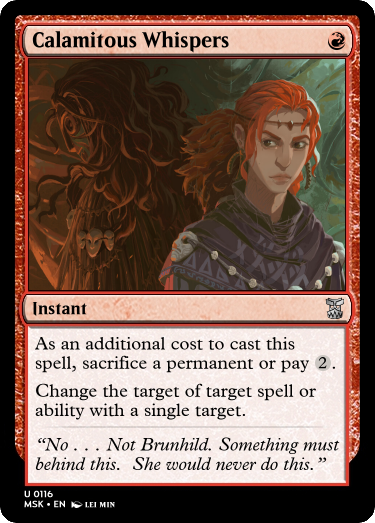 Calamitous Whispers
Instant
As an additional cost to cast this
spell, sacrifice a permanent or pay 2.
Change the target of target spell or
ability with a single target.
“No . . . Not Brunhild. Something must
behind this.  She would never do this.”
U 0116
MSK • EN LEI MIN